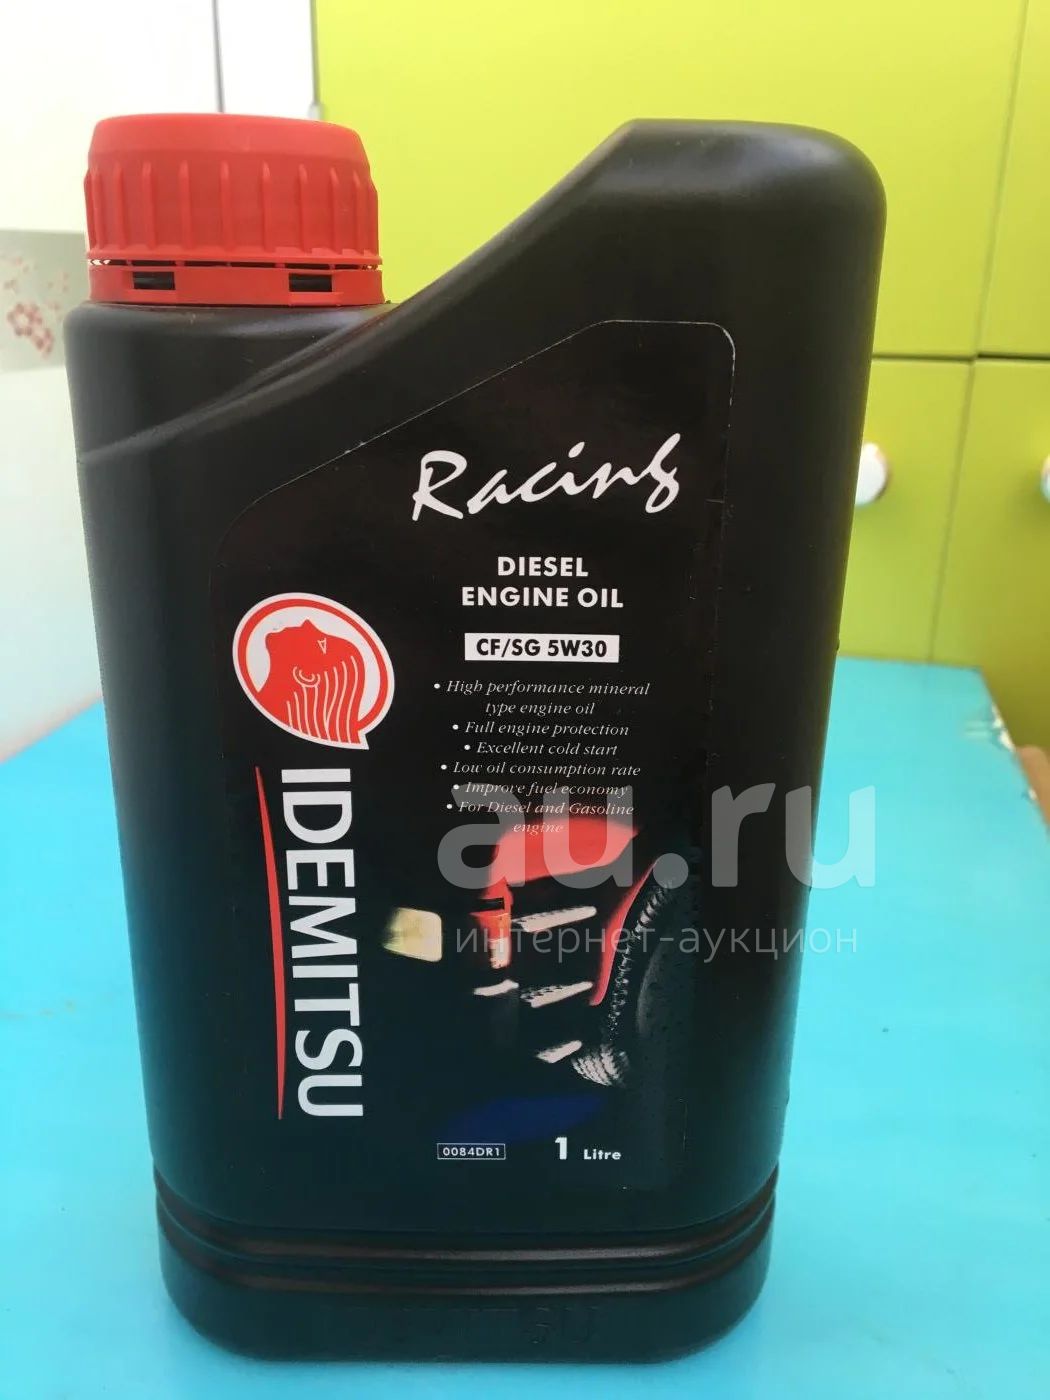 Racing
DIESEL
ENGINE OIL
CF/SG 5W30
• High performance mineral
type engine oil
• Full engine protection
• Excellent cold start
• Low oil consumption rate
• Improve fuel economy
• For Diesel and Gasoline
engine
IDEMITSU
au.ru
интернет-аукцион
0084DR1
1 Litre
IDEMITSU